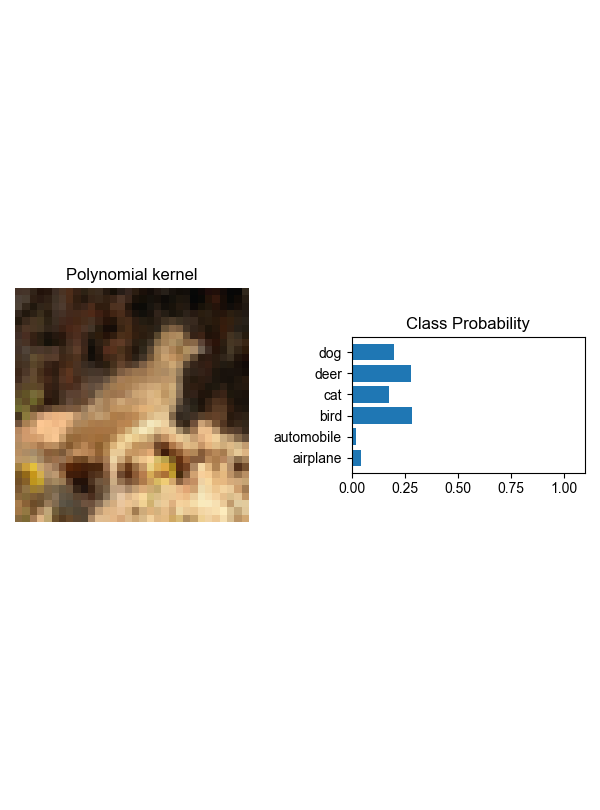 Polynomial kernel
Class Probability
dog
deer
cat
bird
automobile
airplane
0.00 0.25 0.50 0.75 1.00